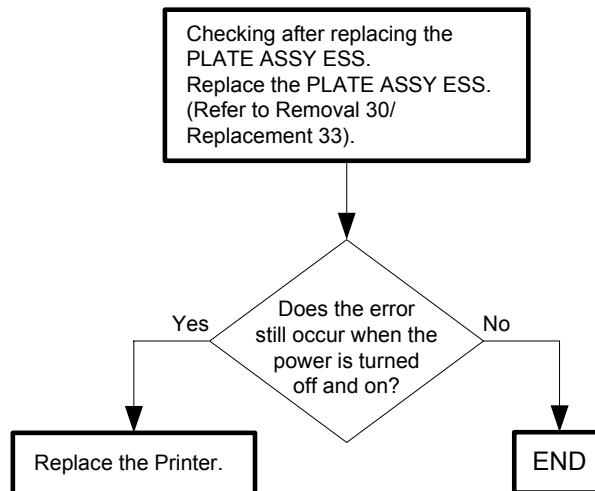 Checking after replacing the
PLATE ASSY ESS.
Replace the PLATE ASSY ESS.
(Refer to Removal 30/
Replacement 33).
Does the error
still occur when the
power is turned
off and on?
Yes
No
Replace the Printer.
END